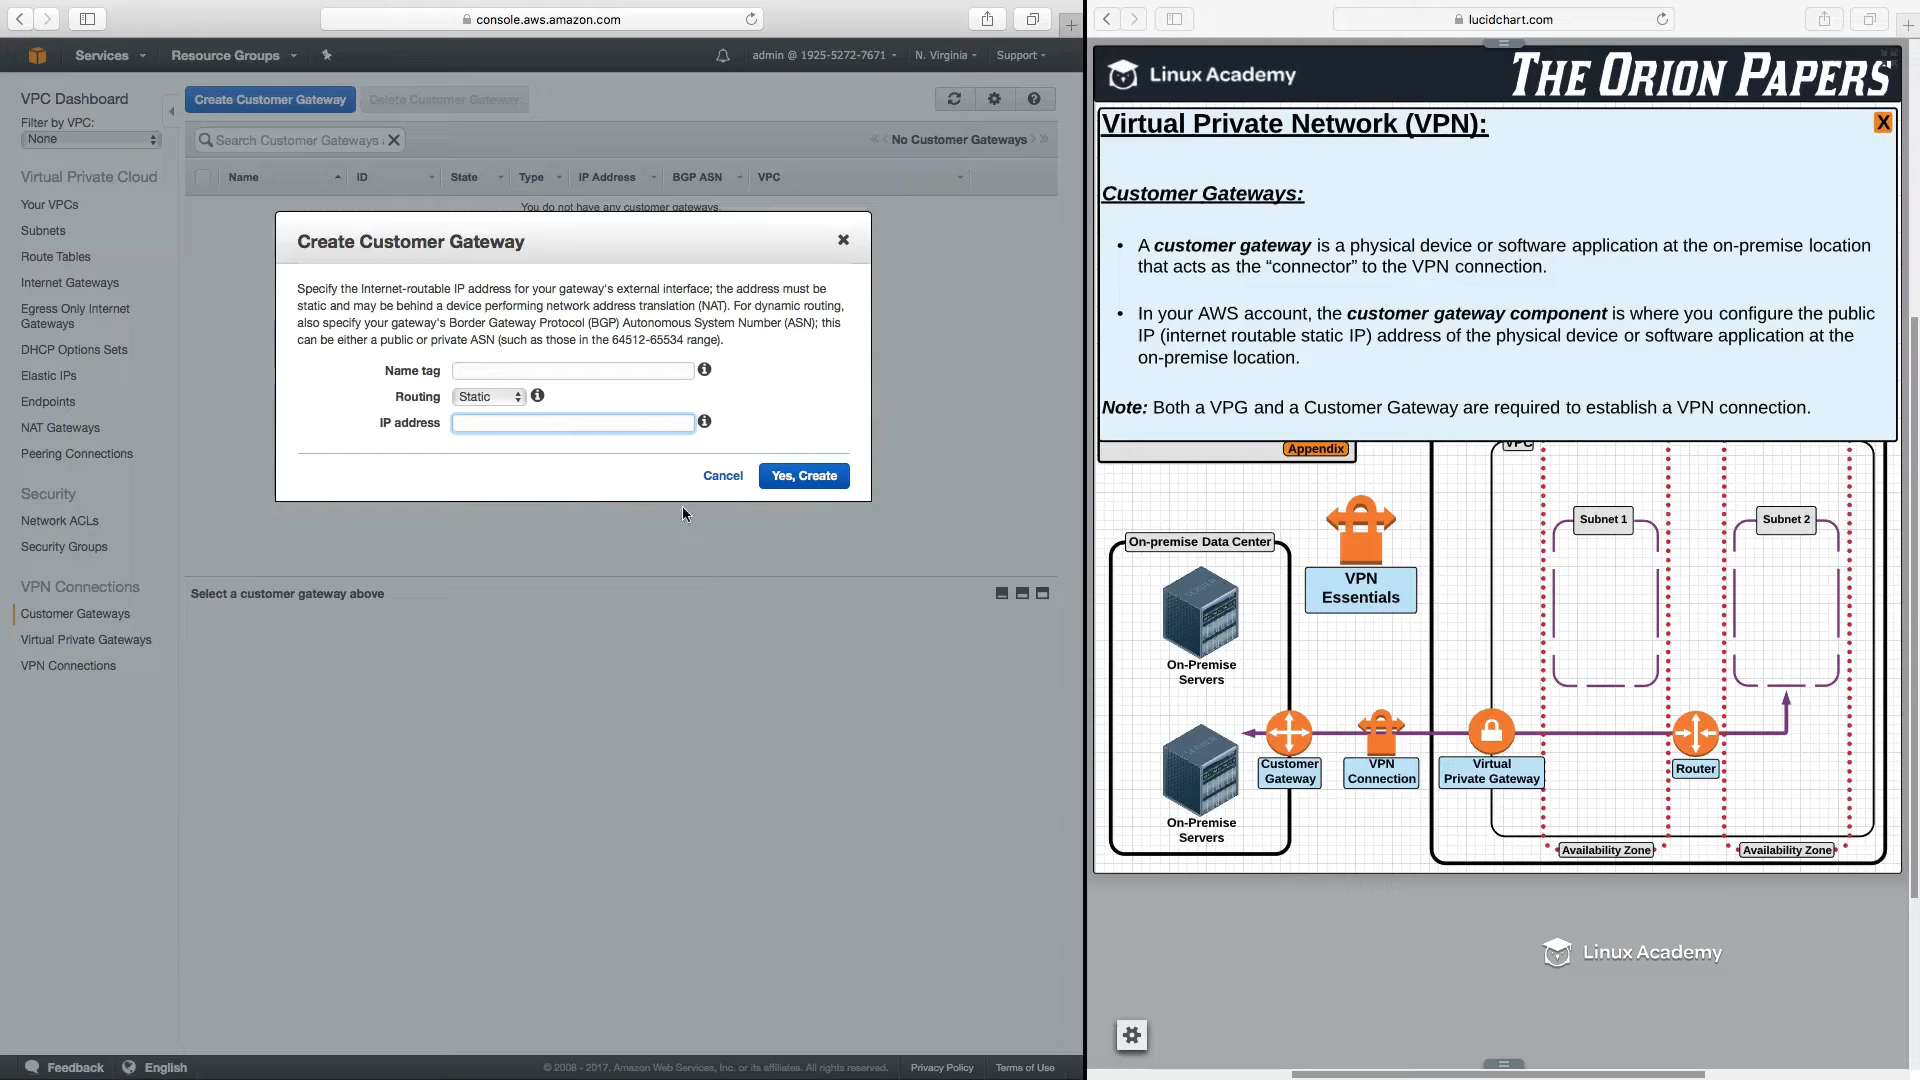 console.aws.amazon.com
lucidchart.com
Services
Resource Groups
admin @ 1925-5272-7671
N. Virginia
Support
VPC Dashboard
Filter by VPC:
None
Virtual Private Cloud
Your VPCs
Subnets
Route Tables
Internet Gateways
Egress Only Internet
Gateways
DHCP Options Sets
Elastic IPs
Endpoints
NAT Gateways
Peering Connections
Security
Network ACLs
Security Groups
VPN Connections
Customer Gateways
Virtual Private Gateways
VPN Connections
Create Customer Gateway
Delete Customer Gateway
Search Customer Gateways
No Customer Gateways
Name
ID
State
Type
IP Address
BGP ASN
VPC
You do not have any customer gateways.
Create Customer Gateway
Specify the Internet-routable IP address for your gateway's external interface; the address must be
static and may be behind a device performing network address translation (NAT). For dynamic routing,
also specify your gateway's Border Gateway Protocol (BGP) Autonomous System Number (ASN); this
can be either a public or private ASN (such as those in the 64512-65534 range).
Name tag
Routing
Static
IP address
Cancel
Yes, Create
Select a customer gateway above
Feedback
English
© 2008 - 2017, Amazon Web Services, Inc. or its affiliates. All rights reserved.
Privacy Policy
Terms of Use
Linux Academy
THE ORION PAPERS
Virtual Private Network (VPN):
X
Customer Gateways:
• A customer gateway is a physical device or software application at the on-premise location
that acts as the “connector” to the VPN connection.
• In your AWS account, the customer gateway component is where you configure the public
IP (internet routable static IP) address of the physical device or software application at the
on-premise location.
Note: Both a VPG and a Customer Gateway are required to establish a VPN connection.
Appendix
VPC
Subnet 1
Subnet 2
On-premise Data Center
VPN
Essentials
SERVER
On-Premise
Servers
SERVER
On-Premise
Servers
Customer
Gateway
VPN
Connection
Virtual
Private Gateway
Router
Availability Zone
Availability Zone
Linux Academy